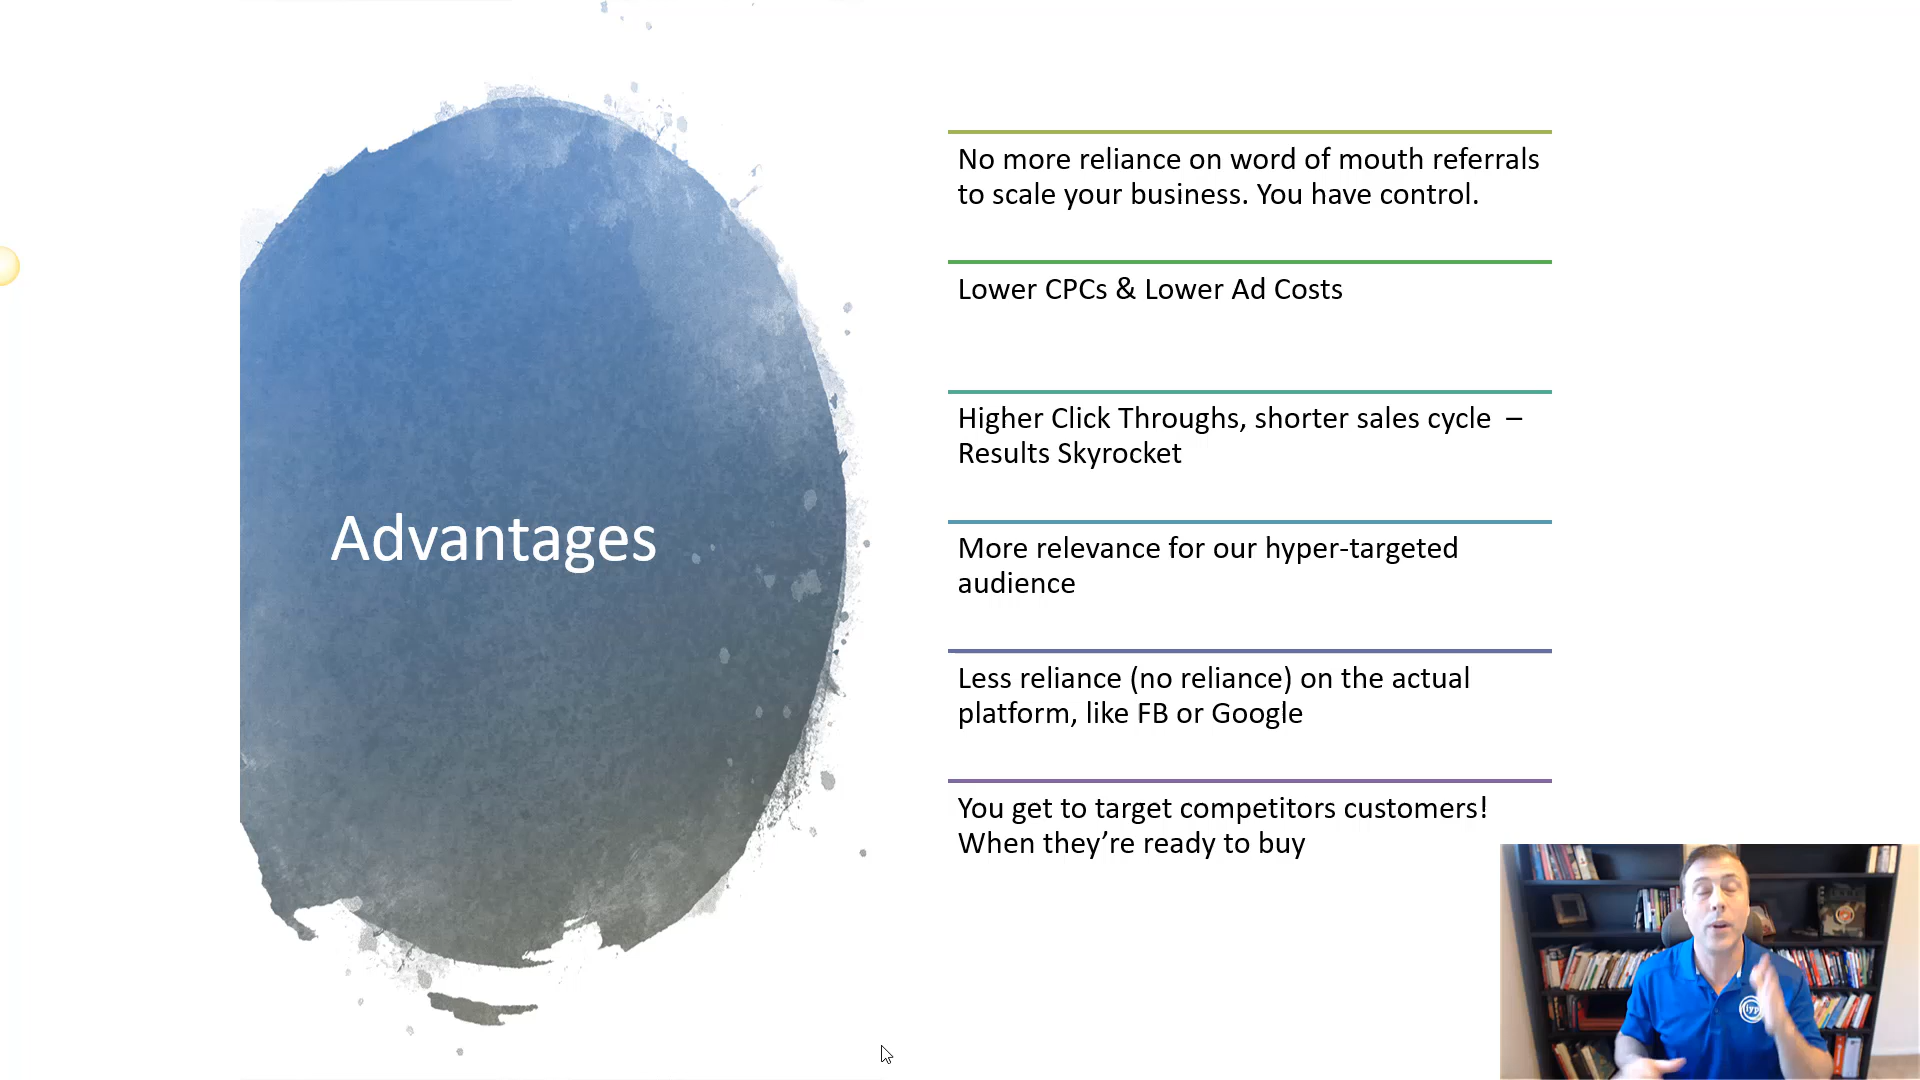 Advantages
No more reliance on word of mouth referrals
to scale your business. You have control.
Lower CPCs & Lower Ad Costs
Higher Click Throughs, shorter sales cycle –
Results Skyrocket
More relevance for our hyper-targeted
audience
Less reliance (no reliance) on the actual
platform, like FB or Google
You get to target competitors customers!
When they’re ready to buy